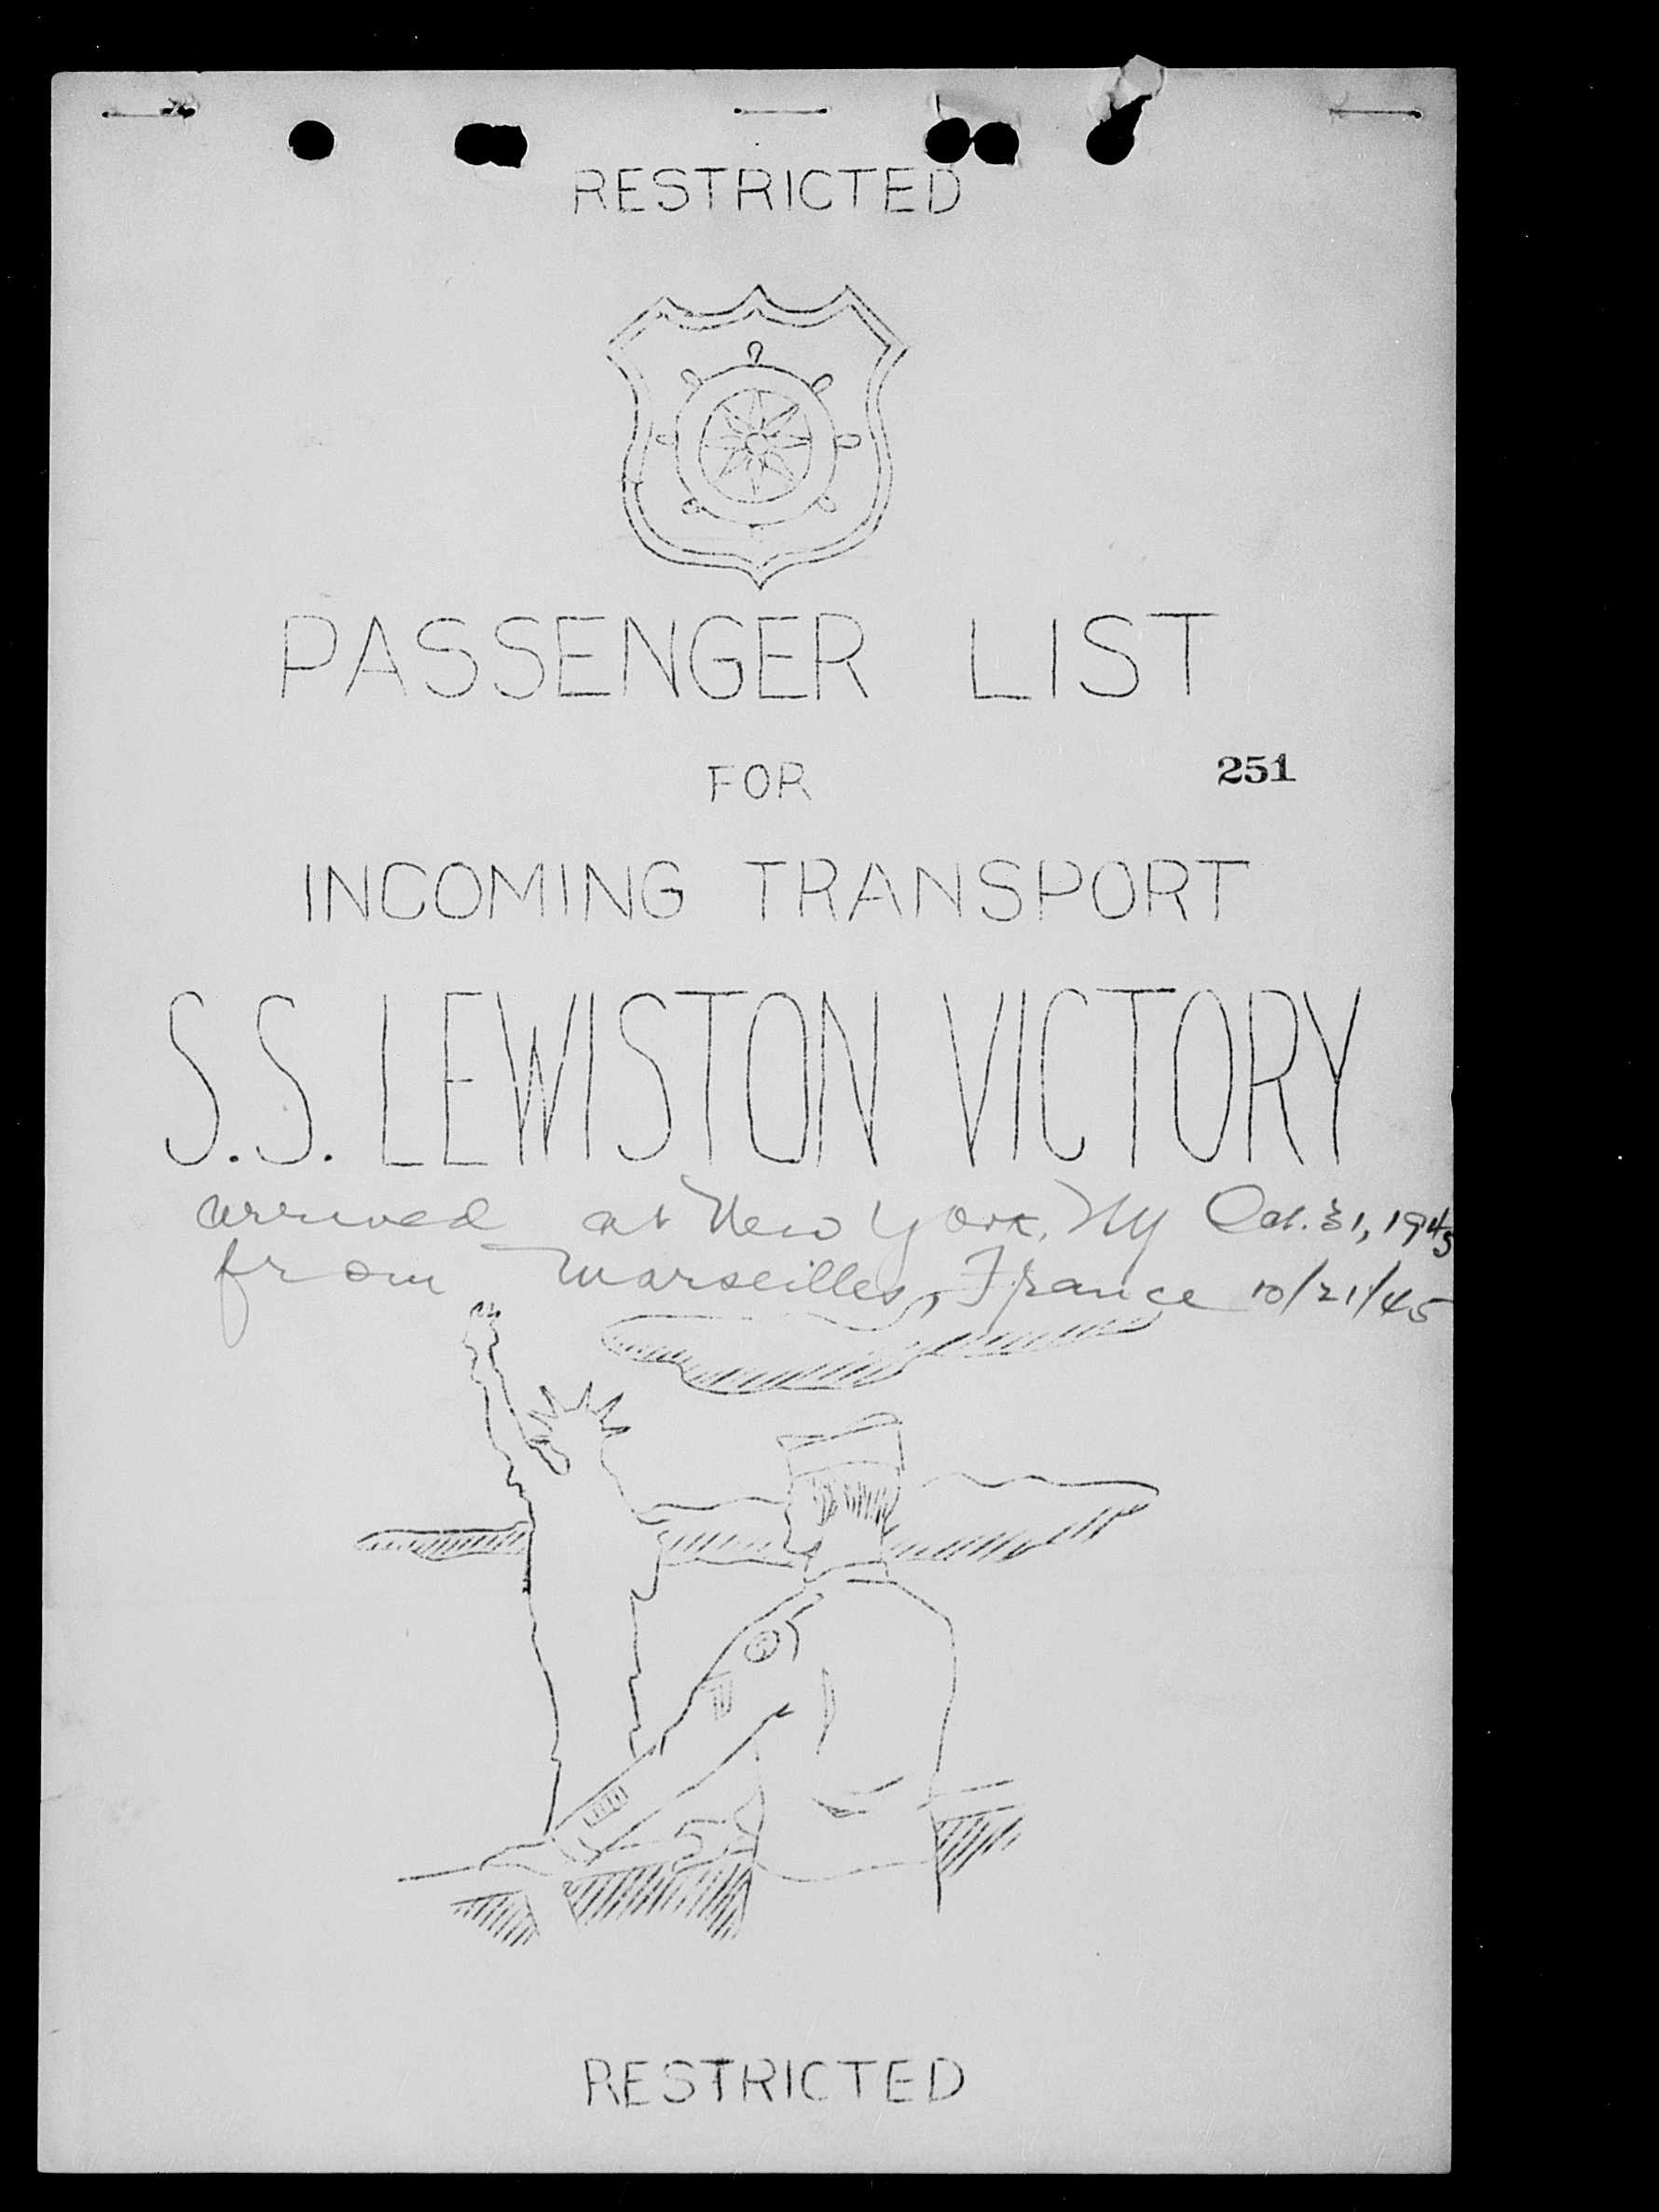 RESTRICTED
PASSENGER LIST
FOR
251
INCOMING TRANSPORT
S.S. LEWISTON VICTORY
arrived at New York, NY Oct. 31, 1945
from Marseilles, France 10/21/45
RESTRICTED